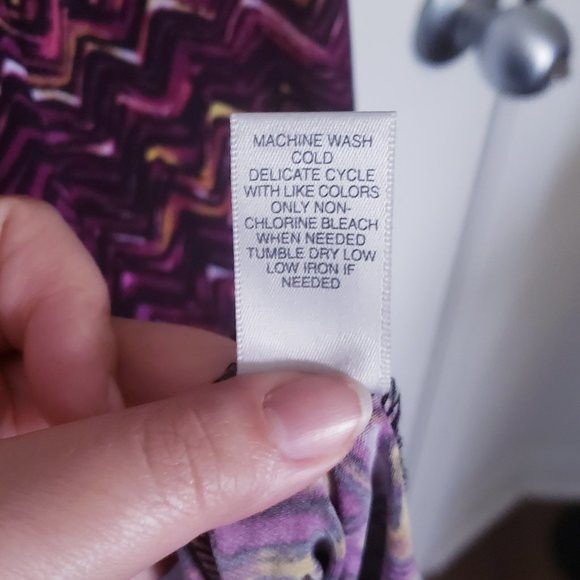 MACHINE WASH
COLD
DELICATE CYCLE
WITH LIKE COLORS
ONLY NON-
CHLORINE BLEACH
WHEN NEEDED
TUMBLE DRY LOW
LOW IRON IF
NEEDED